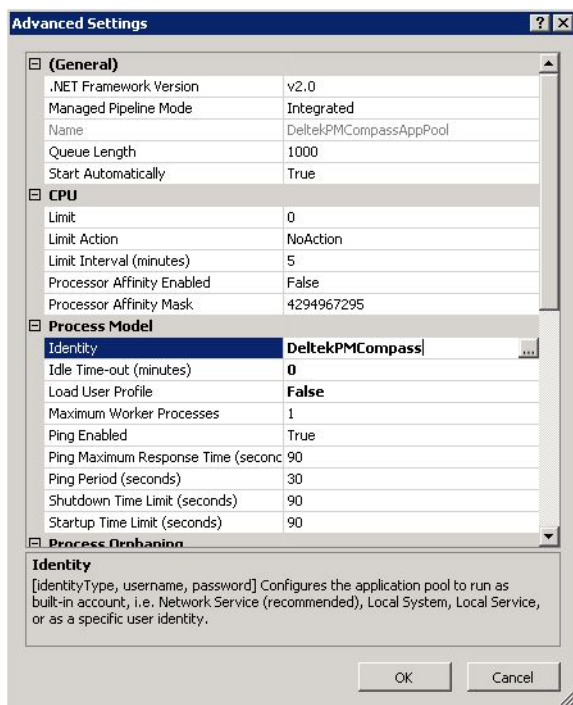 Advanced Settings
(General)
.NET Framework Version v2.0
Managed Pipeline Mode Integrated
Name DeltekPMCompassAppPool
Queue Length 1000
Start Automatically True
CPU
Limit 0
Limit Action NoAction
Limit Interval (minutes) 5
Processor Affinity Enabled False
Processor Affinity Mask 4294967295
Process Model
Identity DeltekPMCompass ...
Idle Time-out (minutes) 0
Load User Profile False
Maximum Worker Processes 1
Ping Enabled True
Ping Maximum Response Time (secon 90
Ping Period (seconds) 30
Shutdown Time Limit (seconds) 90
Startup Time Limit (seconds) 90
Process Orphaning
Identity
[identityType, username, password] Configures the application pool to run as
built-in account, i.e. Network Service (recommended), Local System, Local Service,
or as a specific user identity.
OK Cancel